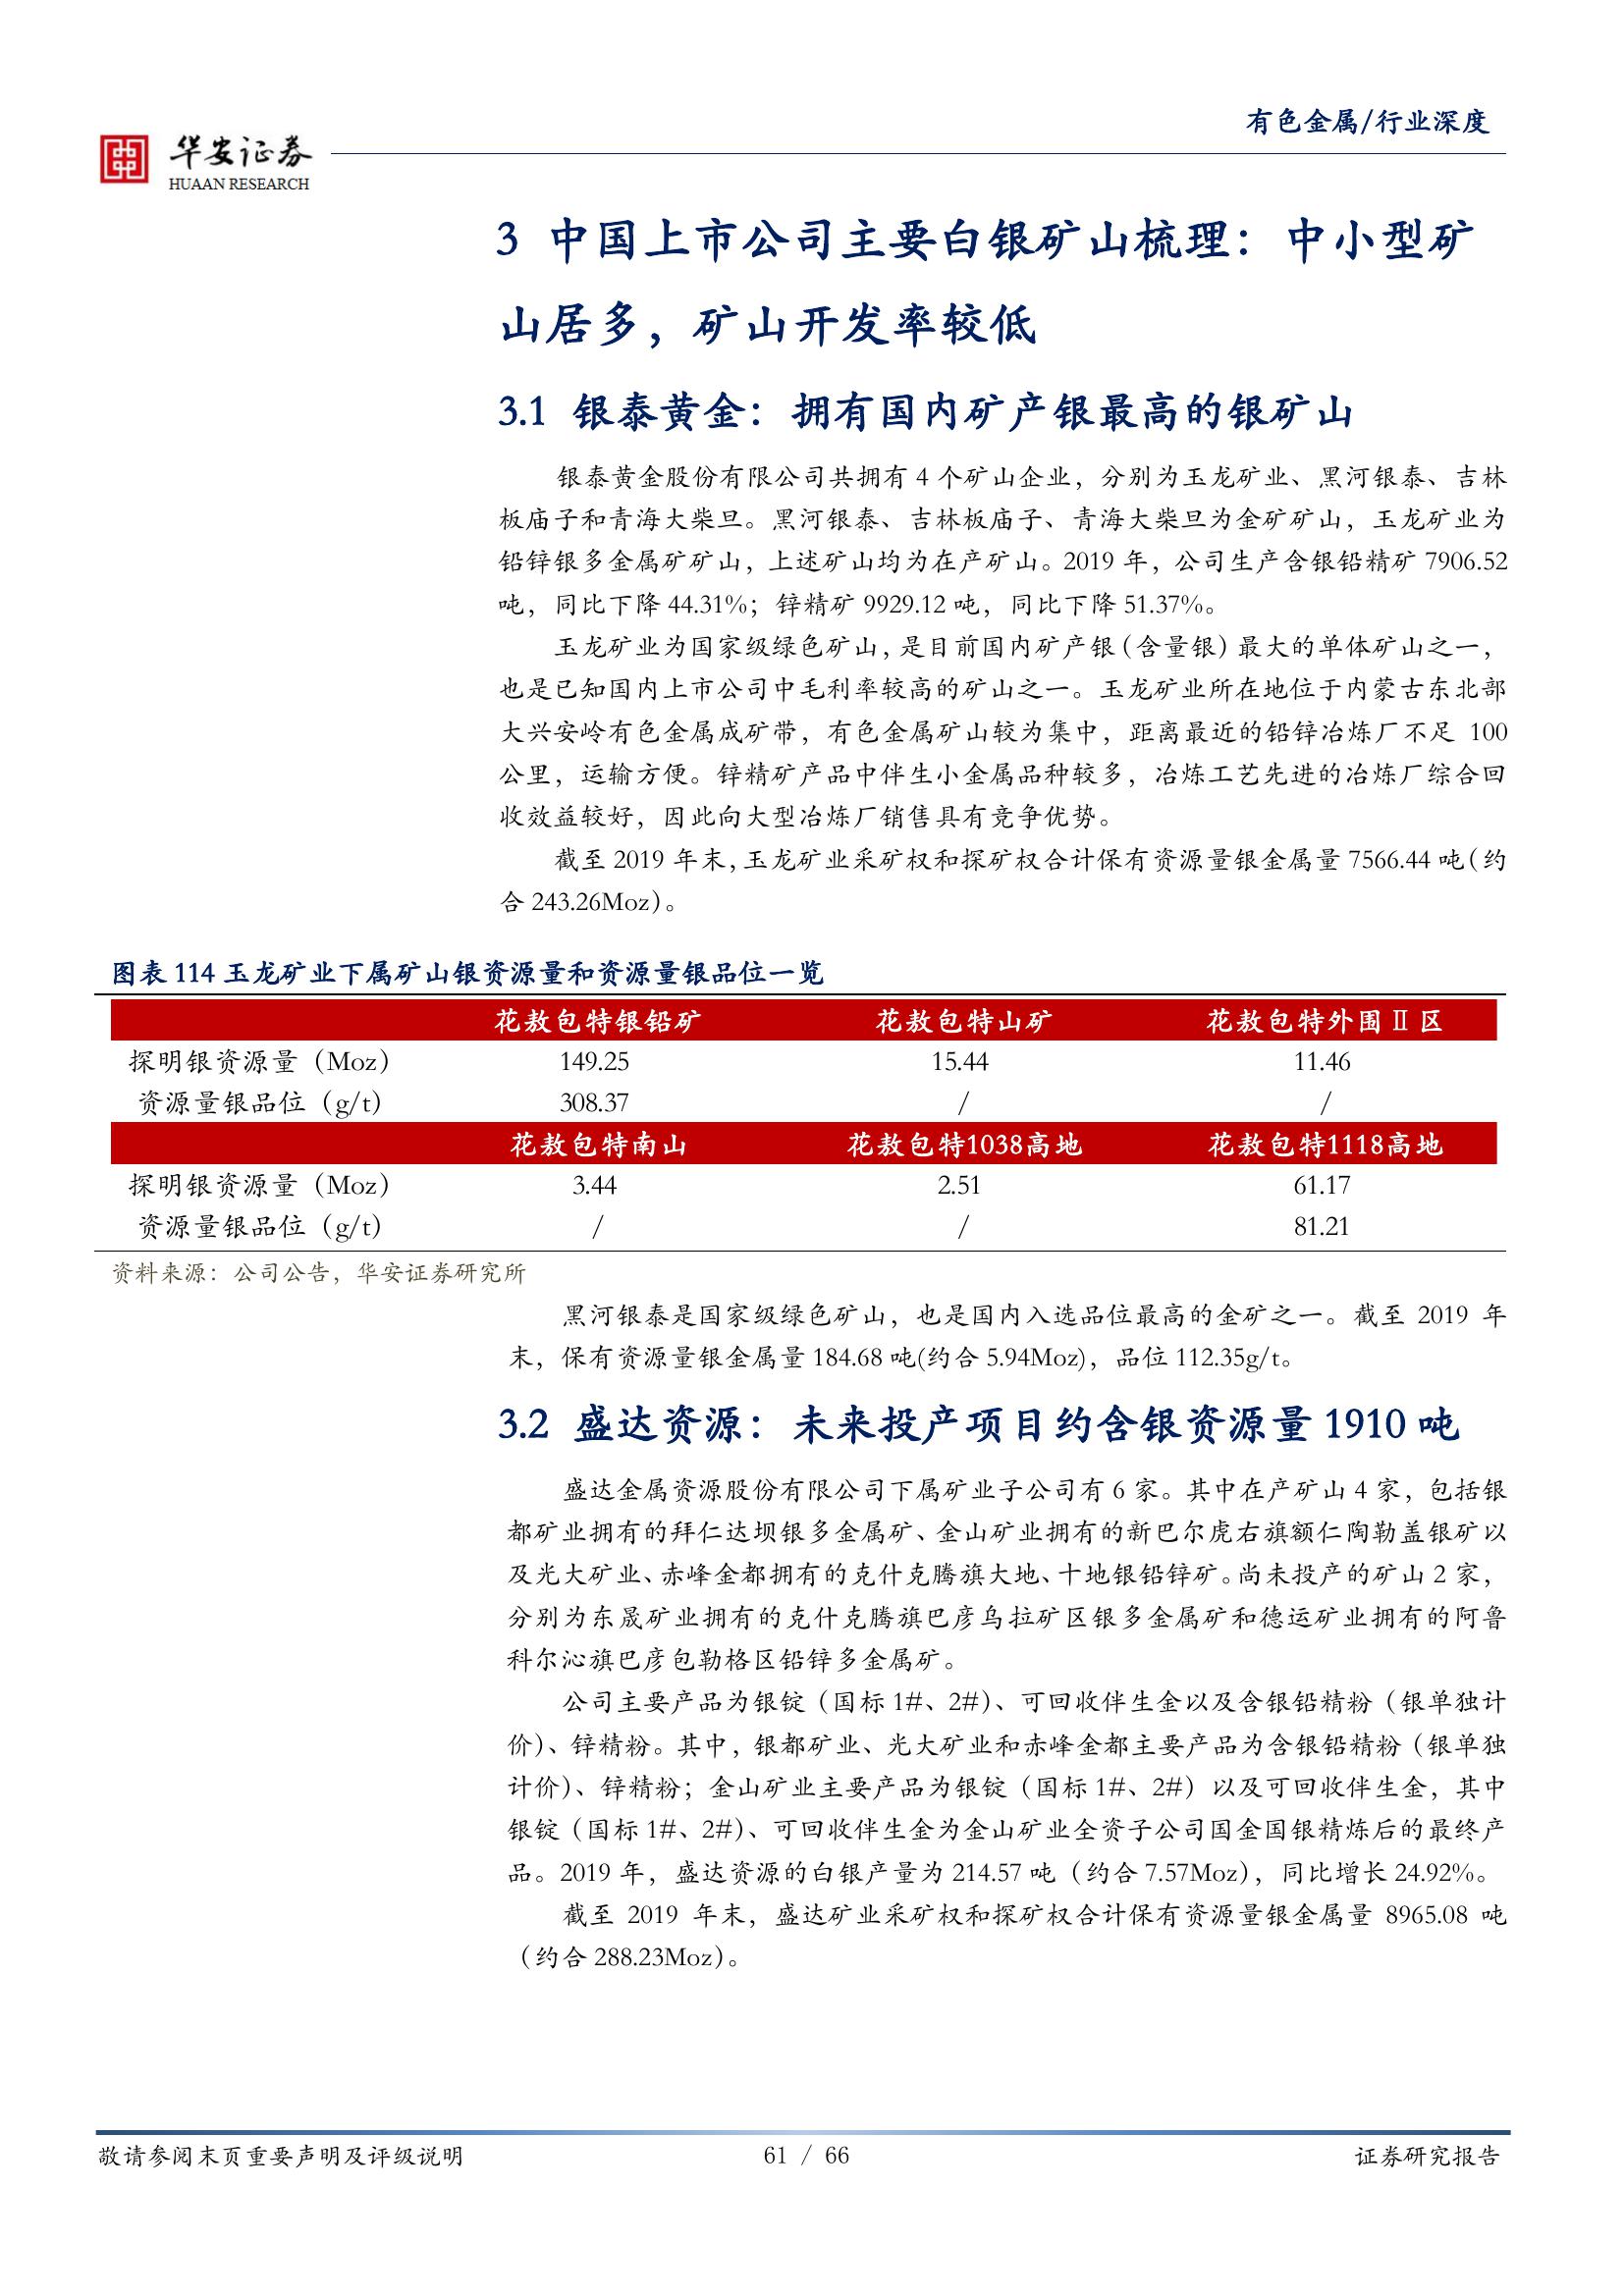 有色金属/行业深度
华安证券
HUAAN RESEARCH
3 中国上市公司主要白银矿山梳理：中小型矿
山居多，矿山开发率较低
3.1 银泰黄金：拥有国内矿产银最高的银矿山
银泰黄金股份有限公司共拥有 4 个矿山企业，分别为玉龙矿业、黑河银泰、吉林
板庙子和青海大柴旦。黑河银泰、吉林板庙子、青海大柴旦为金矿矿山，玉龙矿业为
铅锌银多金属矿矿山，上述矿山均为在产矿山。2019 年，公司生产含银铅精矿 7906.52
吨，同比下降 44.31%；锌精矿 9929.12 吨，同比下降 51.37%。
玉龙矿业为国家级绿色矿山，是目前国内矿产银（含量银）最大的单体矿山之一，
也是已知国内上市公司中毛利率较高的矿山之一。玉龙矿业所在地位于内蒙古东北部
大兴安岭有色金属成矿带，有色金属矿山较为集中，距离最近的铅锌冶炼厂不足 100
公里，运输方便。锌精矿产品中伴生小金属品种较多，冶炼工艺先进的冶炼厂综合回
收效益较好，因此向大型冶炼厂销售具有竞争优势。
截至 2019 年末，玉龙矿业采矿权和探矿权合计保有资源量银金属量 7566.44 吨（约
合 243.26Moz）。
图表 114 玉龙矿业下属矿山银资源量和资源量银品位一览
花敖包特银铅矿 花敖包特山矿 花敖包特外围Ⅱ区
探明银资源量（Moz） 149.25 15.44 11.46
资源量银品位（g/t） 308.37 / /
花敖包特南山 花敖包特1038高地 花敖包特1118高地
探明银资源量（Moz） 3.44 2.51 61.17
资源量银品位（g/t） / / 81.21
资料来源：公司公告，华安证券研究所
黑河银泰是国家级绿色矿山，也是国内入选品位最高的金矿之一。截至 2019 年
末，保有资源量银金属量 184.68 吨(约合 5.94Moz)，品位 112.35g/t。
3.2 盛达资源：未来投产项目约含银资源量 1910 吨
盛达金属资源股份有限公司下属矿业子公司有 6 家。其中在产矿山 4 家，包括银
都矿业拥有的拜仁达坝银多金属矿、金山矿业拥有的新巴尔虎右旗额仁陶勒盖银矿以
及光大矿业、赤峰金都拥有的克什克腾旗大地、十地银铅锌矿。尚未投产的矿山 2 家，
分别为东晟矿业拥有的克什克腾旗巴彦乌拉矿区银多金属矿和德运矿业拥有的阿鲁
科尔沁旗巴彦包勒格区铅锌多金属矿。
公司主要产品为银锭（国标 1#、2#）、可回收伴生金以及含银铅精粉（银单独计
价）、锌精粉。其中，银都矿业、光大矿业和赤峰金都主要产品为含银铅精粉（银单独
计价）、锌精粉；金山矿业主要产品为银锭（国标 1#、2#）以及可回收伴生金，其中
银锭（国标 1#、2#）、可回收伴生金为金山矿业全资子公司国金国银精炼后的最终产
品。2019 年，盛达资源的白银产量为 214.57 吨（约合 7.57Moz），同比增长 24.92%。
截至 2019 年末，盛达矿业采矿权和探矿权合计保有资源量银金属量 8965.08 吨
（约合 288.23Moz）。
敬请参阅末页重要声明及评级说明 61 / 66 证券研究报告